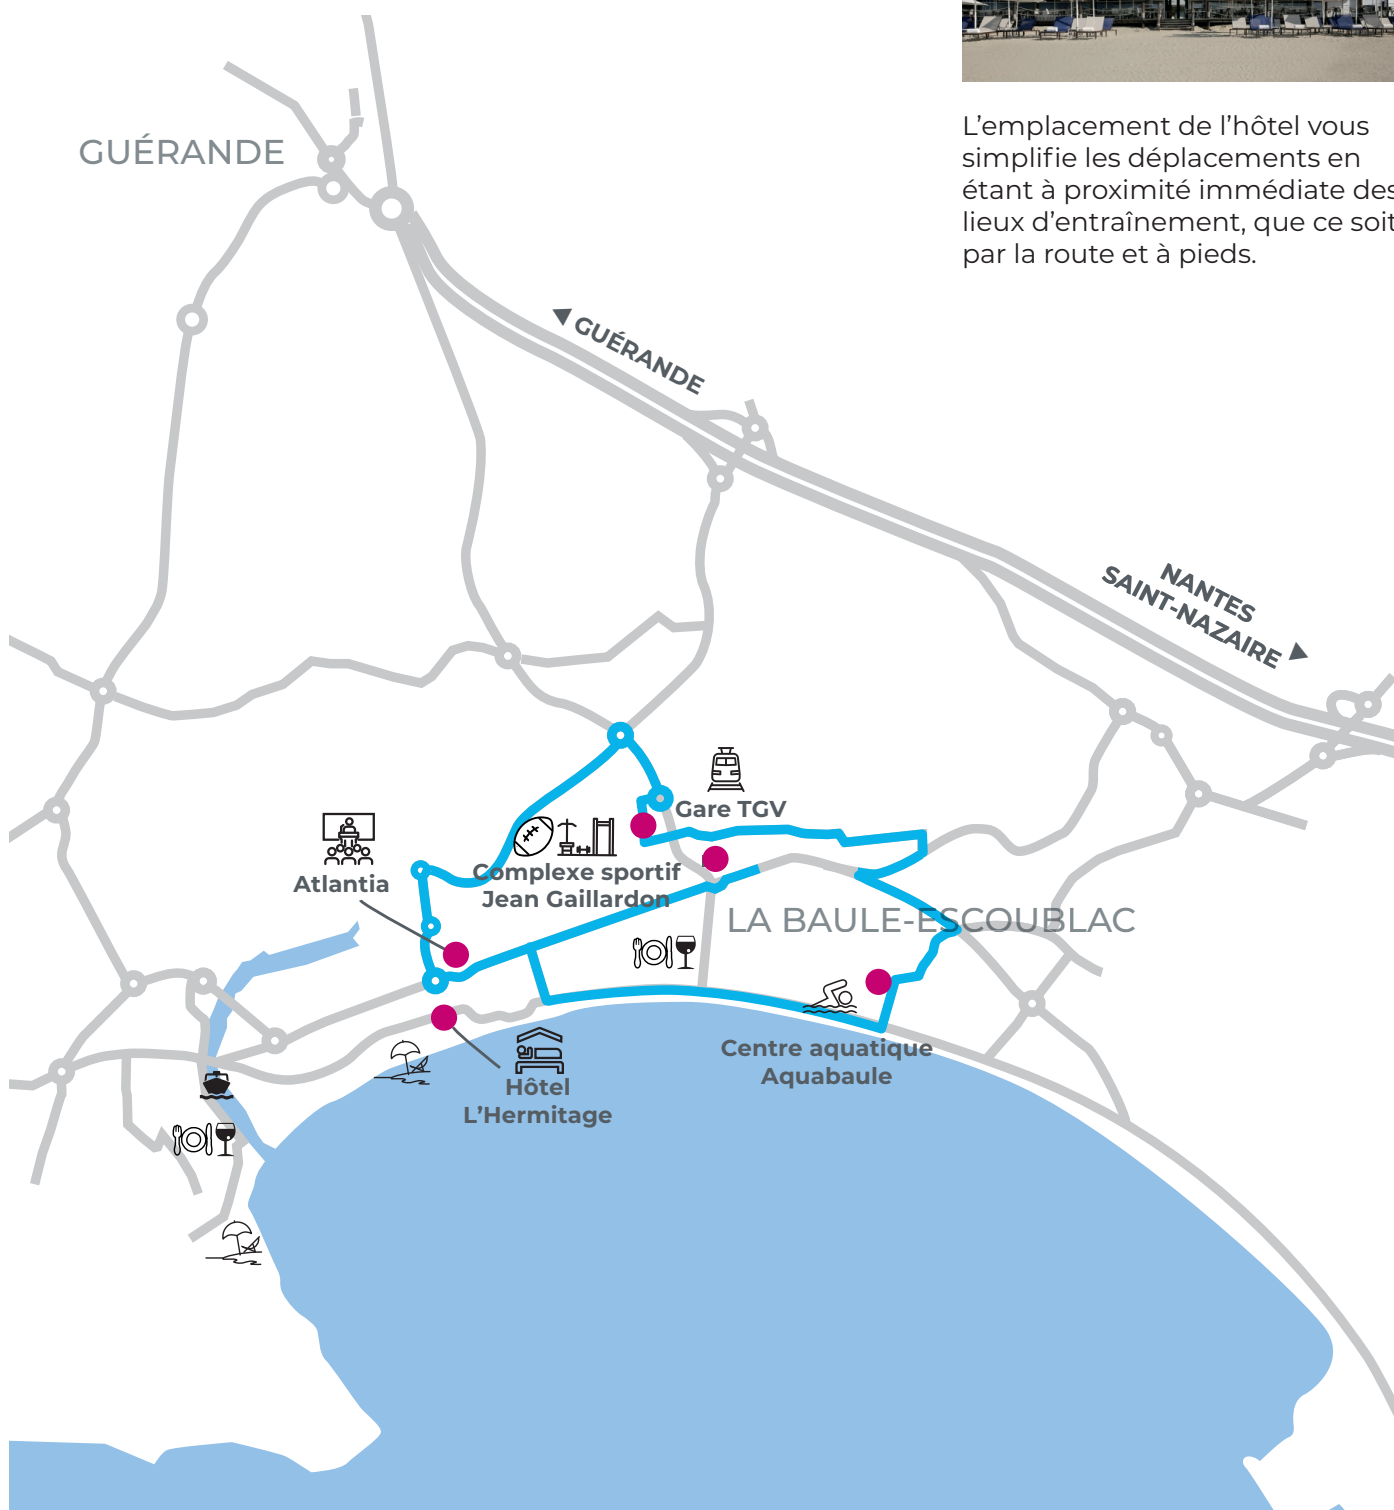 L’emplacement de l’hôtel vous
simplifie les déplacements en
étant à proximité immédiate des
lieux d’entraînement, que ce soit
par la route et à pieds.
GUÉRANDE
GUÉRANDE
NANTES
SAINT-NAZAIRE
Gare TGV
Complexe sportif
Jean Gaillardon
Atlantia
LA BAULE-ESCOUBLAC
Centre aquatique
Aquabaule
Hôtel
L’Hermitage